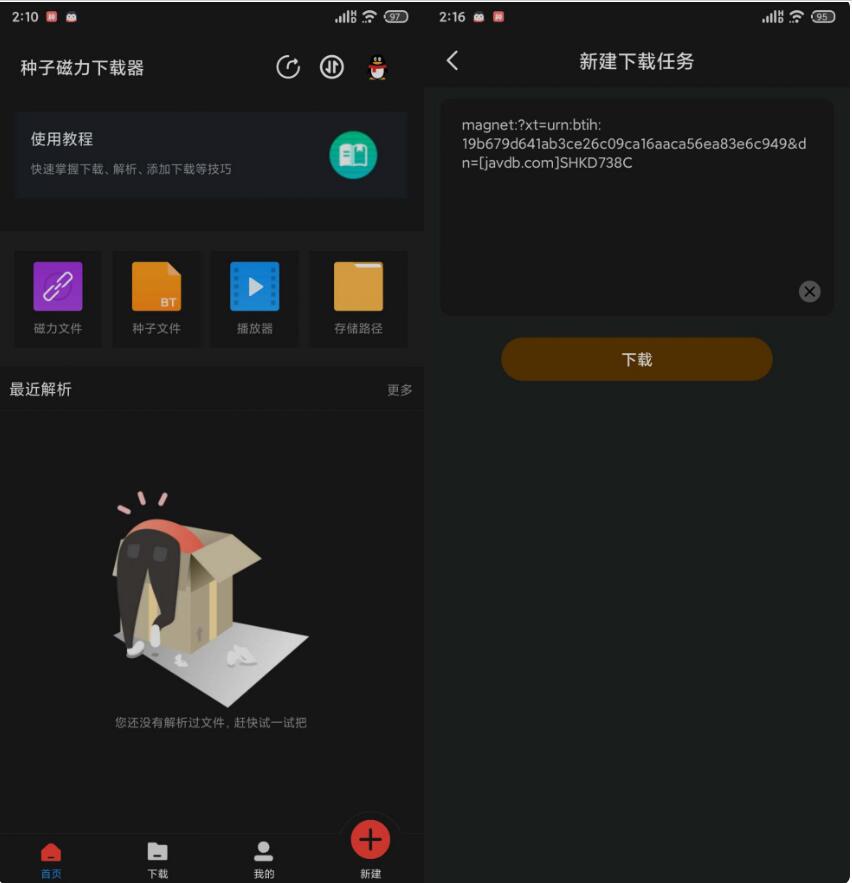 2:10
97
种子磁力下载器
使用教程
快速掌握下载、解析、添加下载等技巧
磁力文件
BT
种子文件
播放器
存储路径
最近解析
更多
您还没有解析过文件, 赶快试一试把
首页
下载
我的
新建
2:16
95
新建下载任务
magnet:?xt=urn:btih:
19b679d641ab3ce26c09ca16aaca56ea83e6c949&d
n=[javdb.com]SHKD738C
下载